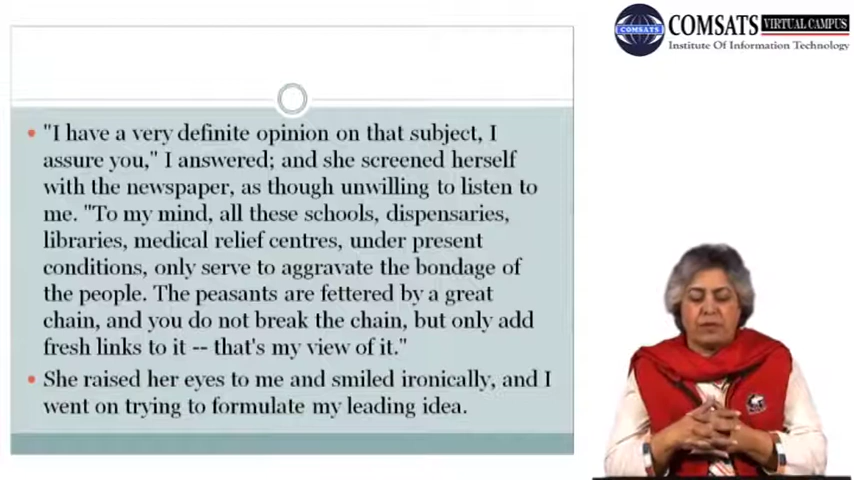 COMSATS VIRTUAL CAMPUS
COMSATS
Institute Of Information Technology
• "I have a very definite opinion on that subject, I
assure you," I answered; and she screened herself
with the newspaper, as though unwilling to listen to
me. "To my mind, all these schools, dispensaries,
libraries, medical relief centres, under present
conditions, only serve to aggravate the bondage of
the people. The peasants are fettered by a great
chain, and you do not break the chain, but only add
fresh links to it -- that's my view of it."
• She raised her eyes to me and smiled ironically, and I
went on trying to formulate my leading idea.